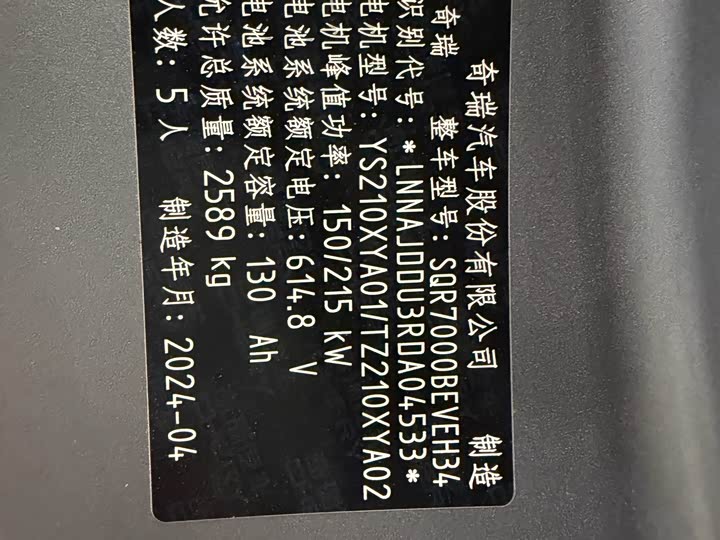 奇瑞汽车股份有限公司 制造
奇瑞 整车型号: SQR7000BEVEH34
识别代号: *LNNAJDDU3RDA04533*
电机型号: YS210XYA01/TZ210XYA02
电机峰值功率: 150/215 kW
电池系统额定电压: 614.8 V
电池系统额定容量: 130 Ah
允许总质量: 2589 kg
人数: 5 人 制造年月: 2024-04